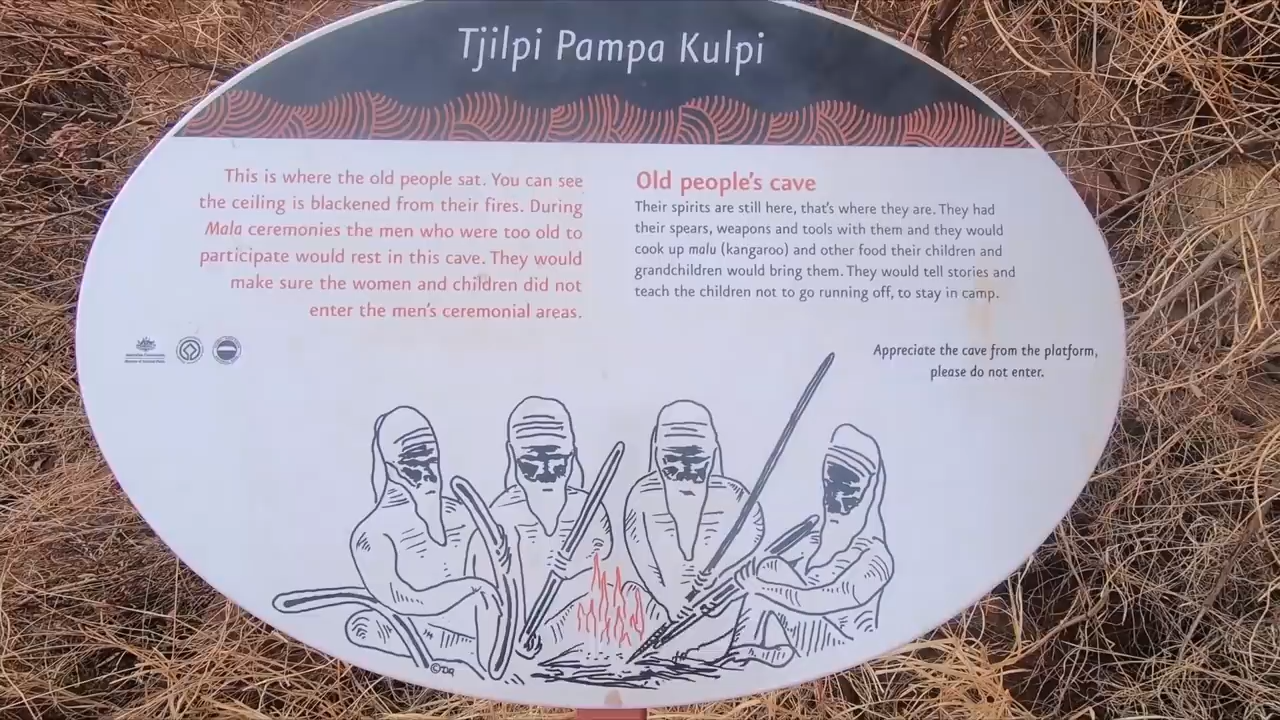 Tjilpi Pampa Kulpi
This is where the old people sat. You can see
the ceiling is blackened from their fires. During
Mala ceremonies the men who were too old to
participate would rest in this cave. They would
make sure the women and children did not
enter the men's ceremonial areas.
Old people's cave
Their spirits are still here, that's where they are. They had
their spears, weapons and tools with them and they would
cook up malu (kangaroo) and other food their children and
grandchildren would bring them. They would tell stories and
teach the children not to go running off, to stay in camp.
Appreciate the cave from the platform,
please do not enter.